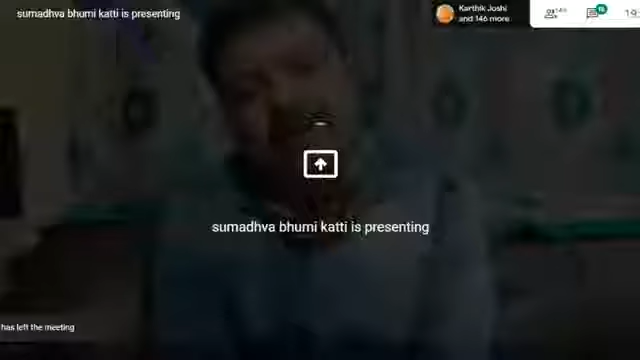 sumadhva bhumi katti is presenting
Karthik Joshi
and 146 more
sumadhva bhumi katti is presenting
has left the meeting